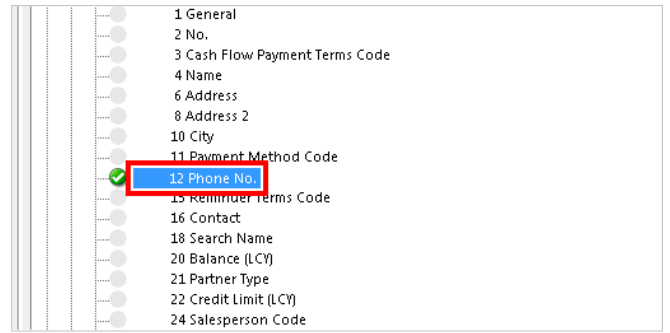 1 General
2 No.
3 Cash Flow Payment Terms Code
4 Name
6 Address
8 Address 2
10 City
11 Payment Method Code
12 Phone No.
15 Reminder Terms Code
16 Contact
18 Search Name
20 Balance (LCY)
21 Partner Type
22 Credit Limit (LCY)
24 Salesperson Code